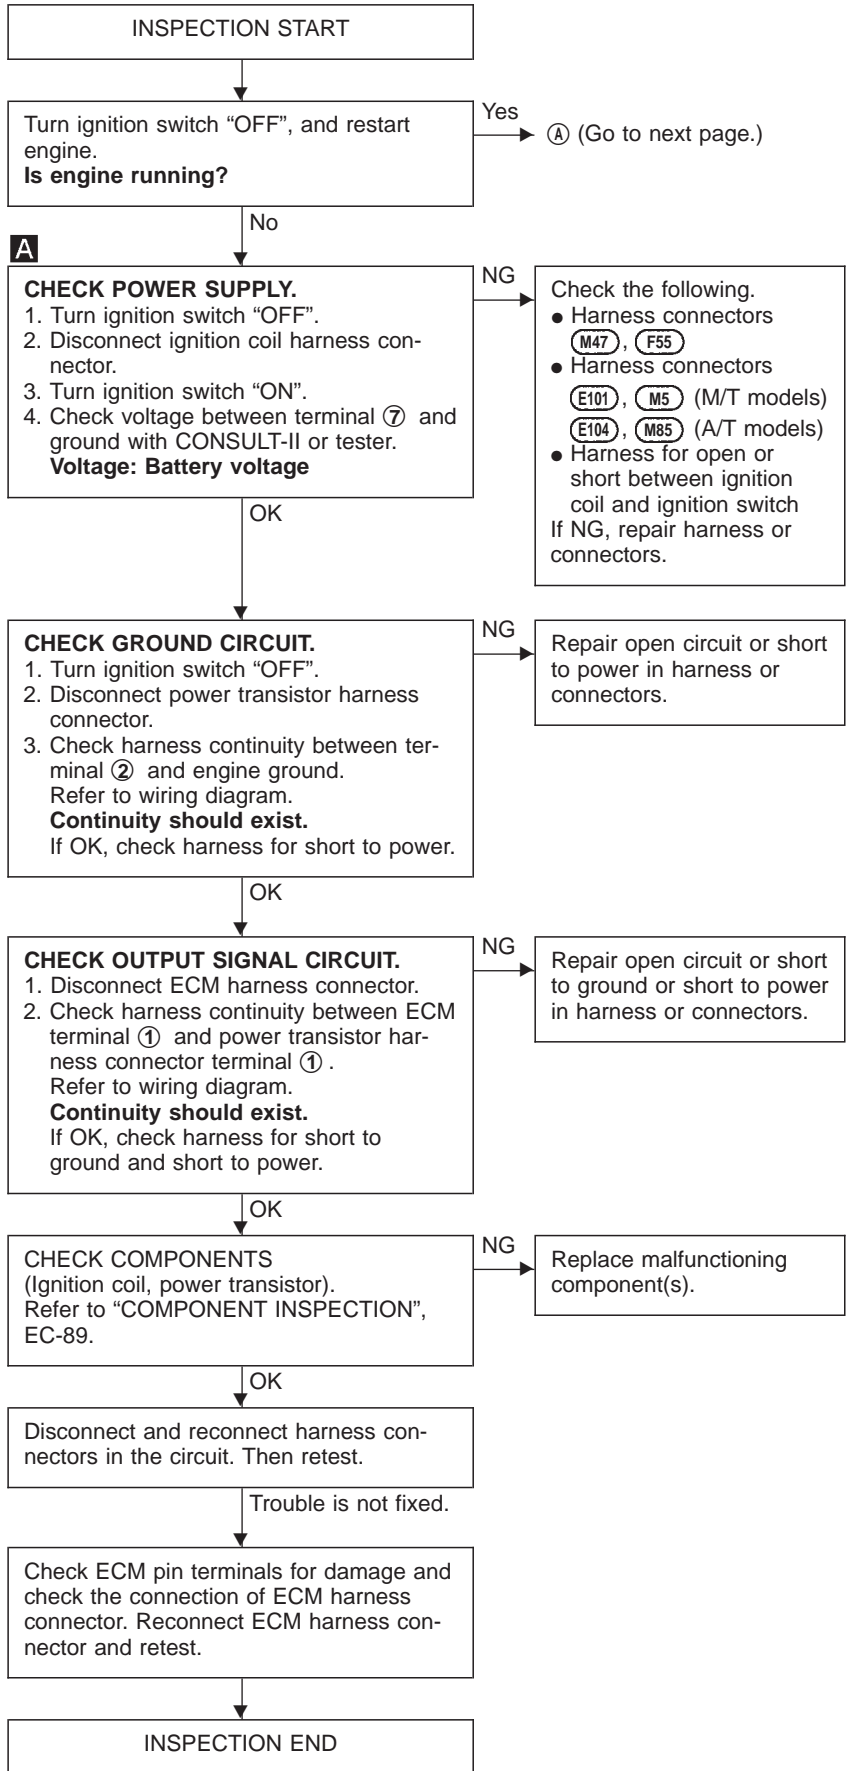 INSPECTION START
Turn ignition switch “OFF”, and restart
engine.
Is engine running?
Yes
Ⓐ (Go to next page.)
No
A
CHECK POWER SUPPLY.
1. Turn ignition switch “OFF”.
2. Disconnect ignition coil harness con-
nector.
3. Turn ignition switch “ON”.
4. Check voltage between terminal ⑦ and
ground with CONSULT-II or tester.
Voltage: Battery voltage
NG
Check the following.
● Harness connectors
M47, F55
● Harness connectors
E101, M5 (M/T models)
E104, M85 (A/T models)
● Harness for open or
short between ignition
coil and ignition switch
If NG, repair harness or
connectors.
OK
CHECK GROUND CIRCUIT.
1. Turn ignition switch “OFF”.
2. Disconnect power transistor harness
connector.
3. Check harness continuity between ter-
minal ② and engine ground.
Refer to wiring diagram.
Continuity should exist.
If OK, check harness for short to power.
NG
Repair open circuit or short
to power in harness or
connectors.
OK
CHECK OUTPUT SIGNAL CIRCUIT.
1. Disconnect ECM harness connector.
2. Check harness continuity between ECM
terminal ① and power transistor har-
ness connector terminal ①.
Refer to wiring diagram.
Continuity should exist.
If OK, check harness for short to
ground and short to power.
NG
Repair open circuit or short
to ground or short to power
in harness or connectors.
OK
CHECK COMPONENTS
(Ignition coil, power transistor).
Refer to “COMPONENT INSPECTION”,
EC-89.
NG
Replace malfunctioning
component(s).
OK
Disconnect and reconnect harness con-
nectors in the circuit. Then retest.
Trouble is not fixed.
Check ECM pin terminals for damage and
check the connection of ECM harness
connector. Reconnect ECM harness con-
nector and retest.
INSPECTION END